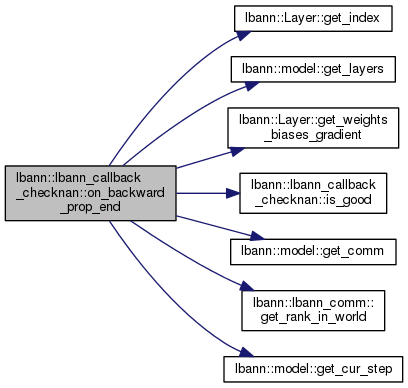 lbann::Layer::get_index
lbann::model::get_layers
lbann::Layer::get_weights
_biases_gradient
lbann::lbann_callback
_checknan::on_backward
_prop_end
lbann::lbann_callback
_checknan::is_good
lbann::model::get_comm
lbann::lbann_comm::
get_rank_in_world
lbann::model::get_cur_step